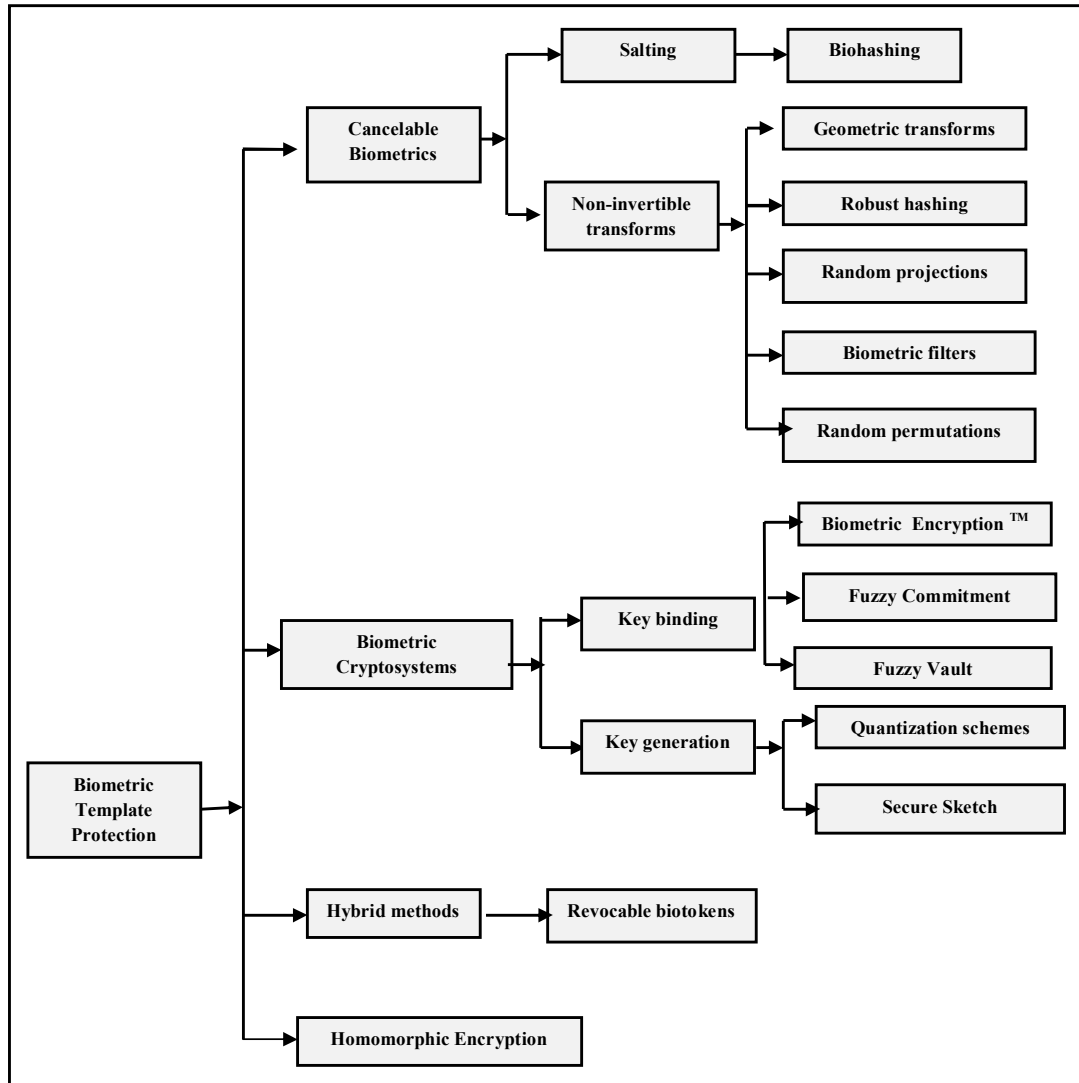 Salting
Biohashing
Cancelable
Biometrics
Geometric transforms
Non-invertible
transforms
Robust hashing
Random projections
Biometric filters
Random permutations
Biometric Encryption TM
Fuzzy Commitment
Key binding
Biometric
Cryptosystems
Fuzzy Vault
Quantization schemes
Key generation
Secure Sketch
Biometric
Template
Protection
Hybrid methods
Revocable biotokens
Homomorphic Encryption